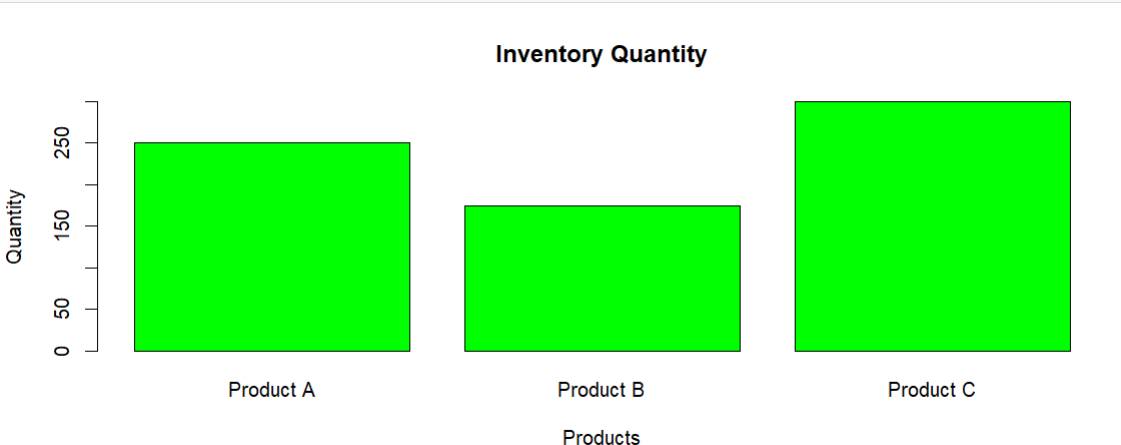 Inventory Quantity
Quantity
250
150
50
0
Product A
Product B
Product C
Products